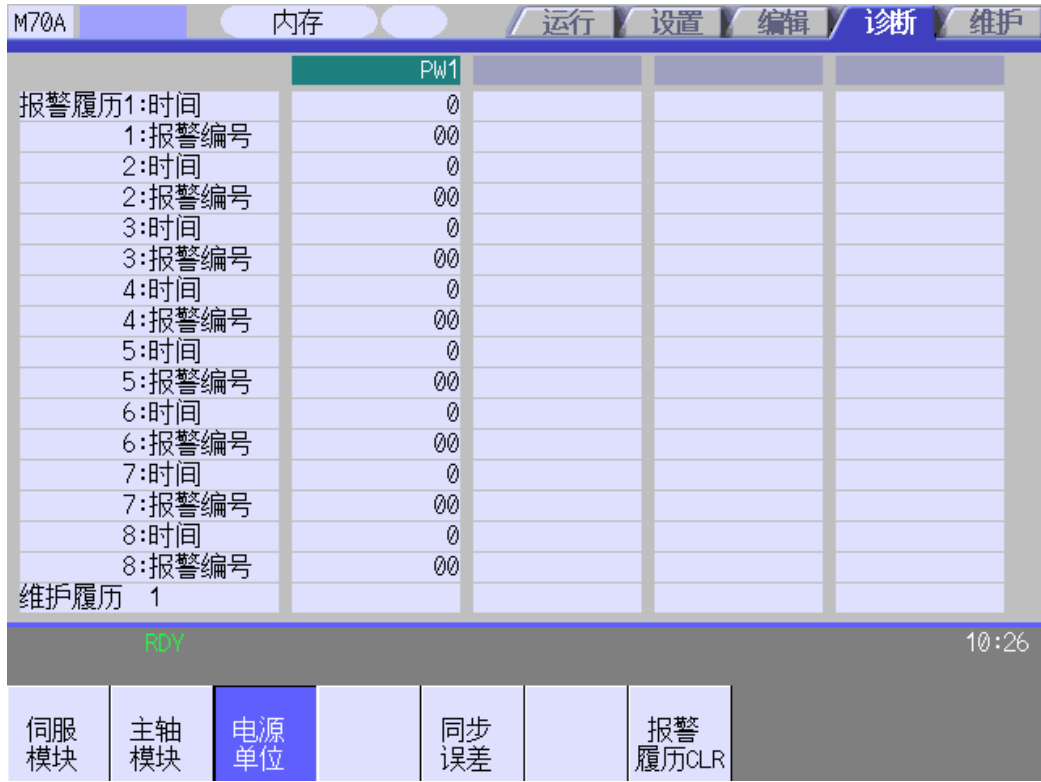 M70A 内存 运行 设置 编辑 诊断 维护
PW1
报警履历1:时间 0
1:报警编号 00
2:时间 0
2:报警编号 00
3:时间 0
3:报警编号 00
4:时间 0
4:报警编号 00
5:时间 0
5:报警编号 00
6:时间 0
6:报警编号 00
7:时间 0
7:报警编号 00
8:时间 0
8:报警编号 00
维护履历 1
RDY 10:26
伺服 主轴 电源 同步 报警
模块 模块 单位 误差 履历CLR